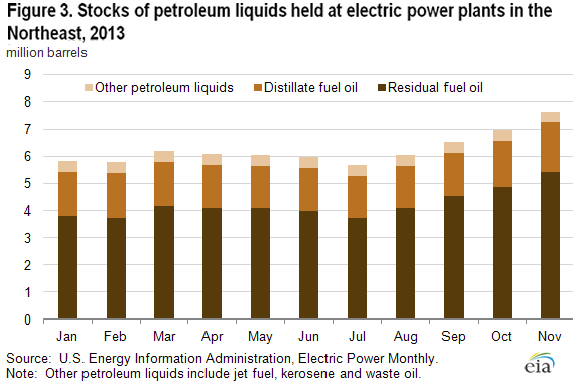 Figure 3. Stocks of petroleum liquids held at electric power plants in the
Northeast, 2013
million barrels
9
Other petroleum liquids Distillate fuel oil Residual fuel oil
8
7
6
5
4
3
2
1
0
Jan Feb Mar Apr May Jun Jul Aug Sep Oct Nov
Source: U.S. Energy Information Administration, Electric Power Monthly.
Note: Other petroleum liquids include jet fuel, kerosene and waste oil.
eia